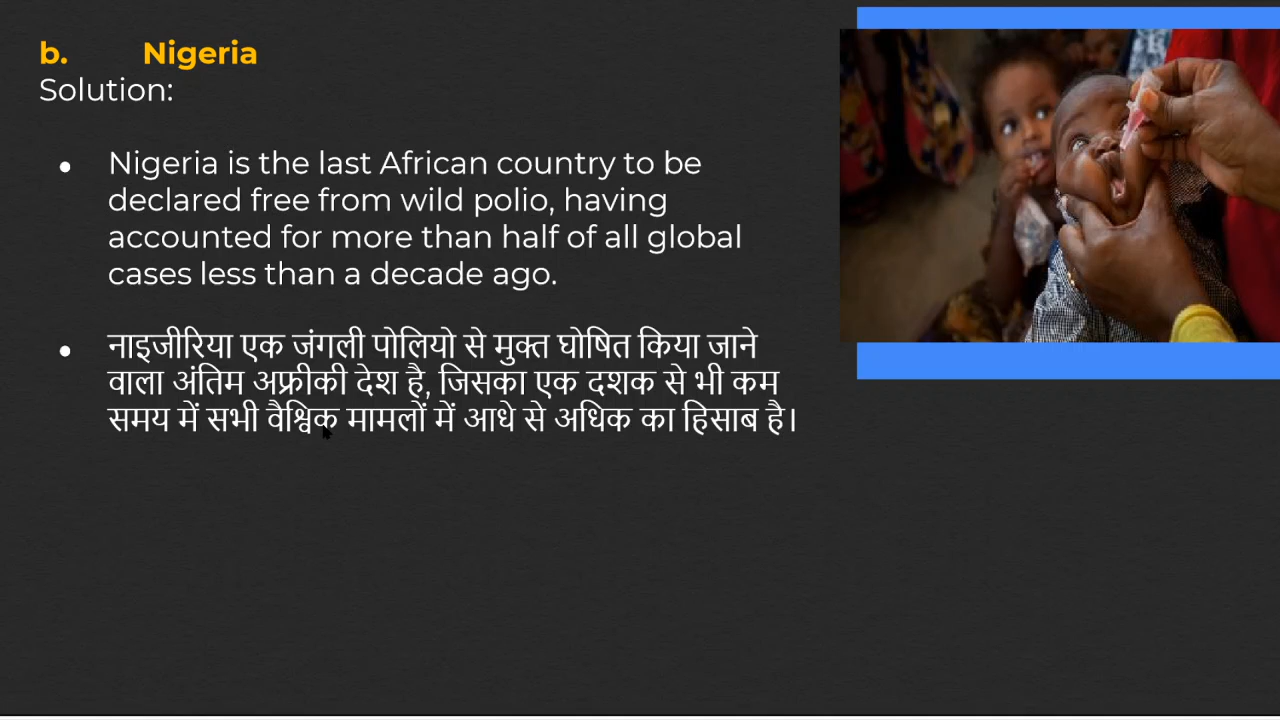 b. Nigeria
Solution:
● Nigeria is the last African country to be
declared free from wild polio, having
accounted for more than half of all global
cases less than a decade ago.
● नाइजीरिया एक जंगली पोलियो से मुक्त घोषित किया जाने
वाला अंतिम अफ्रीकी देश है, जिसका एक दशक से भी कम
समय में सभी वैश्विक मामलों में आधे से अधिक का हिसाब है।